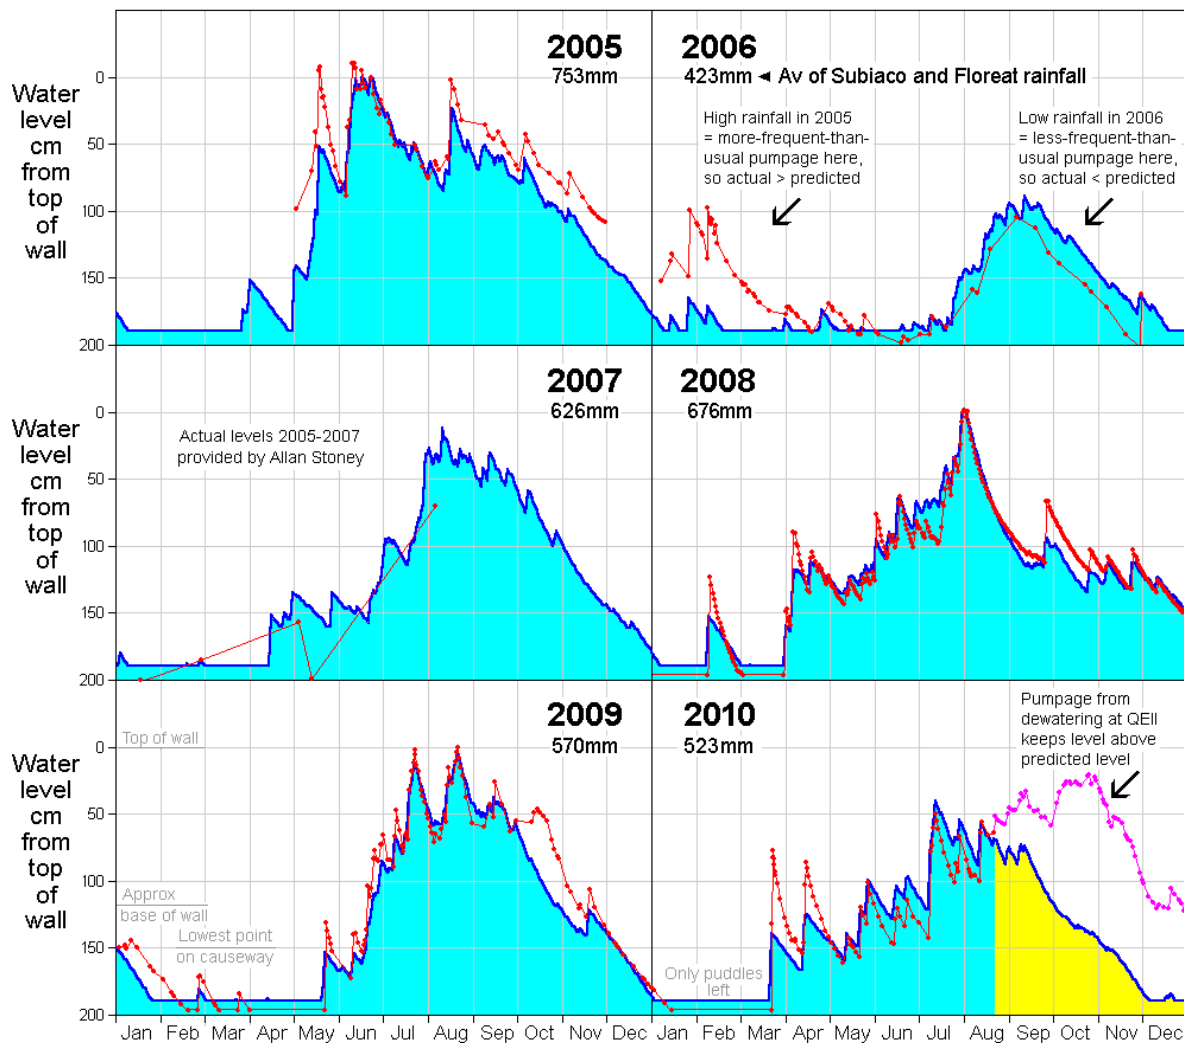 2005
753mm
2006
423mm ◄ Av of Subiaco and Floreat rainfall
High rainfall in 2005
= more-frequent-than-
usual pumpage here,
so actual > predicted
Low rainfall in 2006
= less-frequent-than-
usual pumpage here,
so actual < predicted
Water
level
cm
from
top
of
wall
0
50
100
150
200
2007
626mm
Actual levels 2005-2007
provided by Allan Stoney
2008
676mm
Water
level
cm
from
top
of
wall
0
50
100
150
200
2009
570mm
Top of wall
Approx
base of wall
Lowest point
on causeway
2010
523mm
Pumpage from
dewatering at QEII
keeps level above
predicted level
Only puddles
left
Water
level
cm
from
top
of
wall
0
50
100
150
200
Jan Feb Mar Apr May Jun Jul Aug Sep Oct Nov Dec Jan Feb Mar Apr May Jun Jul Aug Sep Oct Nov Dec